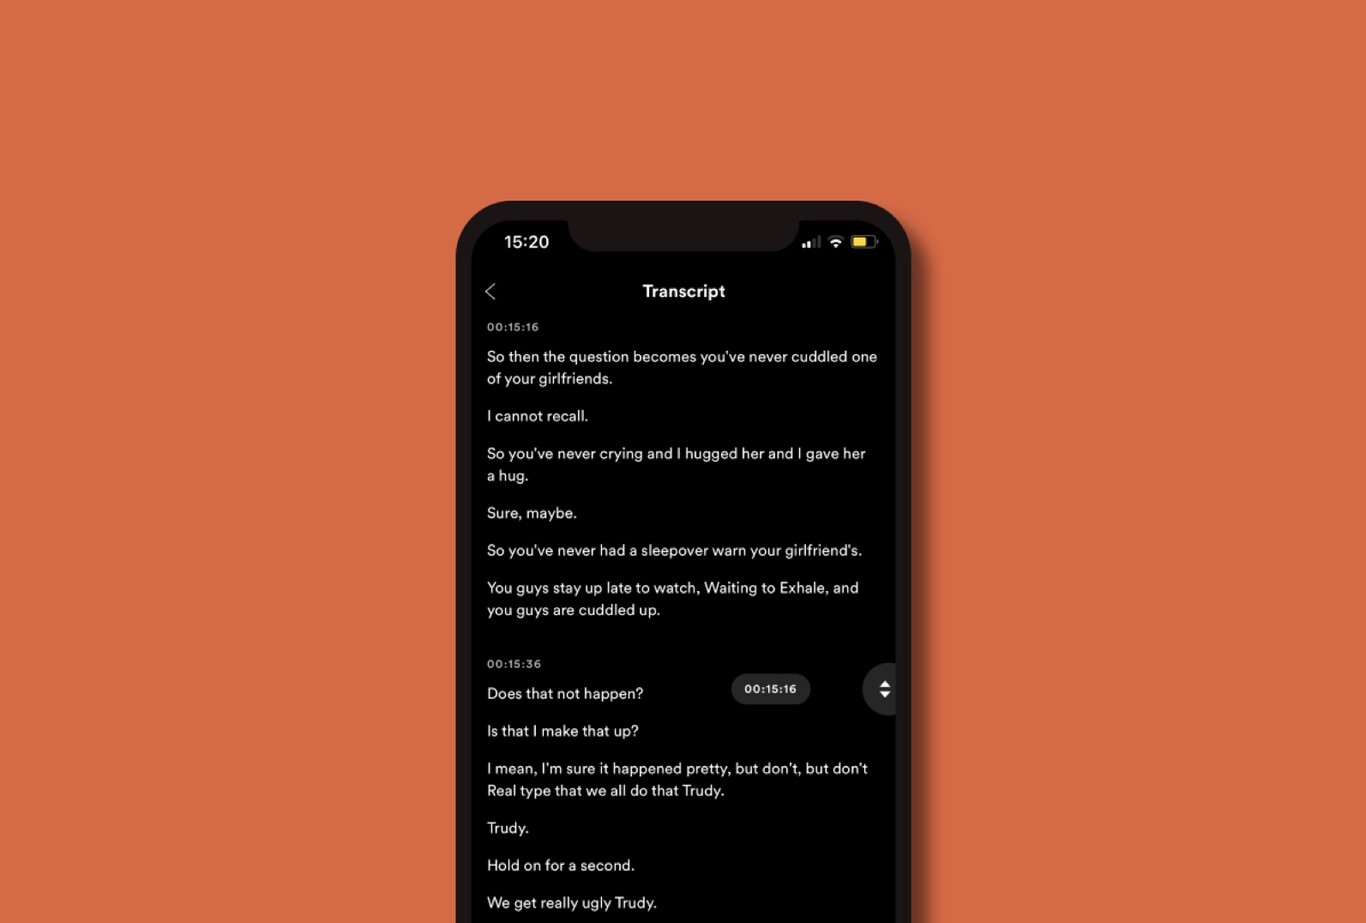 15:20
Transcript
00:15:16
So then the question becomes you've never cuddled one
of your girlfriends.
I cannot recall.
So you've never crying and I hugged her and I gave her
a hug.
Sure, maybe.
So you've never had a sleepover warn your girlfriend's.
You guys stay up late to watch, Waiting to Exhale, and
you guys are cuddled up.
00:15:36
Does that not happen?
00:15:16
Is that I make that up?
I mean, I'm sure it happened pretty, but don't, but don't
Real type that we all do that Trudy.
Trudy.
Hold on for a second.
We get really ugly Trudy.